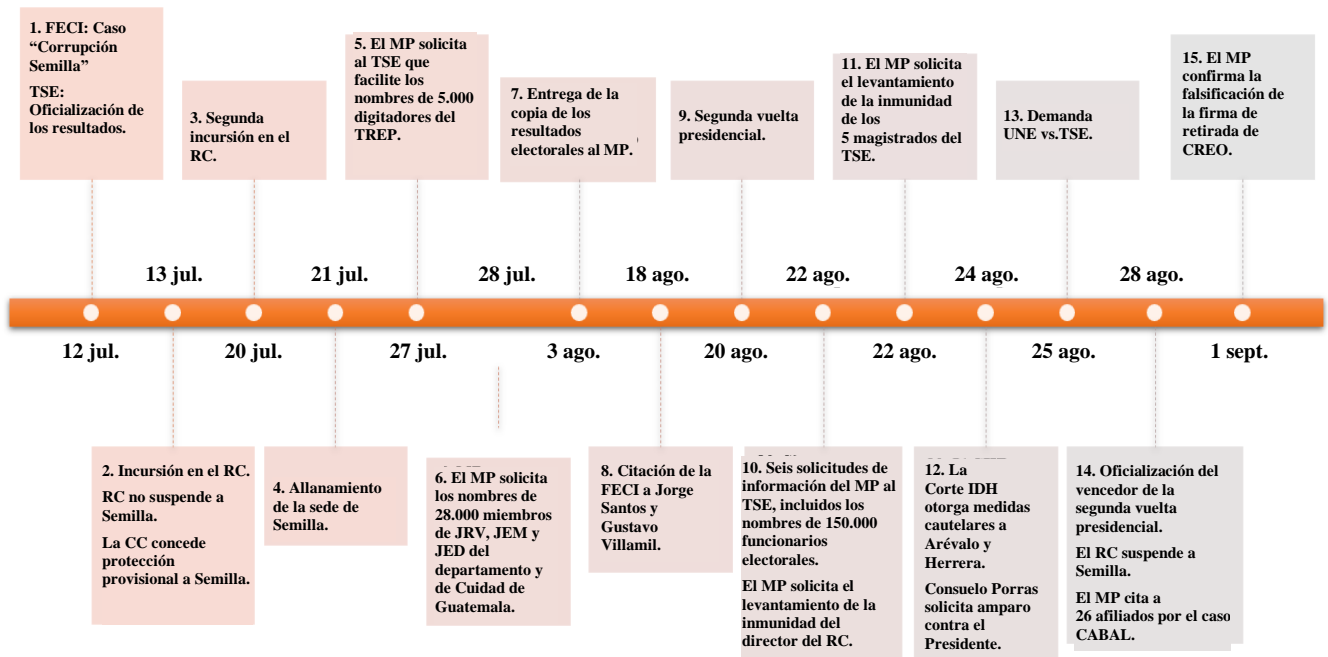 1. FECI: Caso
“Corrupción
Semilla”
TSE:
Oficialización de
los resultados.
3. Segunda
incursión en el
RC.
5. El MP solicita
al TSE que
facilite los
nombres de 5.000
digitadores del
TREP.
7. Entrega de la
copia de los
resultados
electorales al MP.
9. Segunda vuelta
presidencial.
11. El MP solicita
el levantamiento
de la inmunidad
de los
5 magistrados del
TSE.
13. Demanda
UNE vs.TSE.
15. El MP
confirma la
falsificación de
la firma de
retirada de
CREO.
13 jul.
21 jul.
28 jul.
18 ago.
22 ago.
24 ago.
28 ago.
12 jul.
20 jul.
27 jul.
3 ago.
20 ago.
22 ago.
25 ago.
1 sept.
2. Incursión en el RC.
RC no suspende a
Semilla.
La CC concede
protección
provisional a Semilla.
4. Allanamiento
de la sede de
Semilla.
6. El MP solicita
los nombres de
28.000 miembros
de JRV, JEM y
JED del
departamento y
de Cuidad de
Guatemala.
8. Citación de la
FECI a Jorge
Santos y
Gustavo
Villamil.
10. Seis solicitudes de
información del MP al
TSE, incluidos los
nombres de 150.000
funcionarios
electorales.
El MP solicita el
levantamiento de la
inmunidad del
director del RC.
12. La
Corte IDH
otorga medidas
cautelares a
Arévalo y
Herrera.
Consuelo Porras
solicita amparo
contra el
Presidente.
14. Oficialización del
vencedor de la
segunda vuelta
presidencial.
El RC suspende a
Semilla.
El MP cita a
26 afiliados por el caso
CABAL.